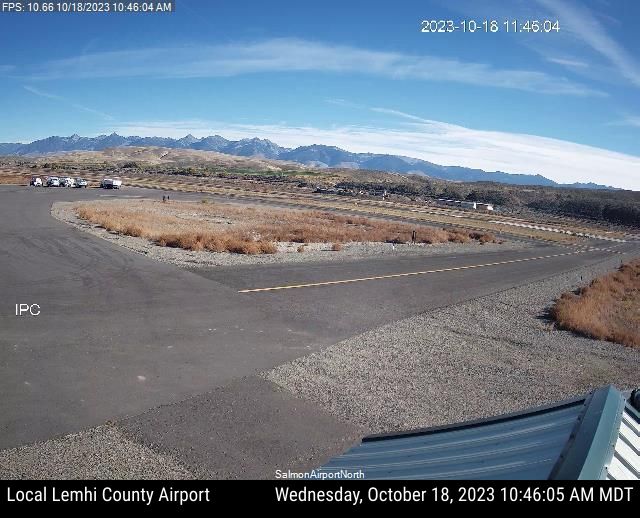 FPS: 10.66 10/18/2023 10:46:04 AM
2023-10-18 11:46:04
IPC
SalmonAirportNorth
Local Lemhi County Airport Wednesday, October 18, 2023 10:46:05 AM MDT